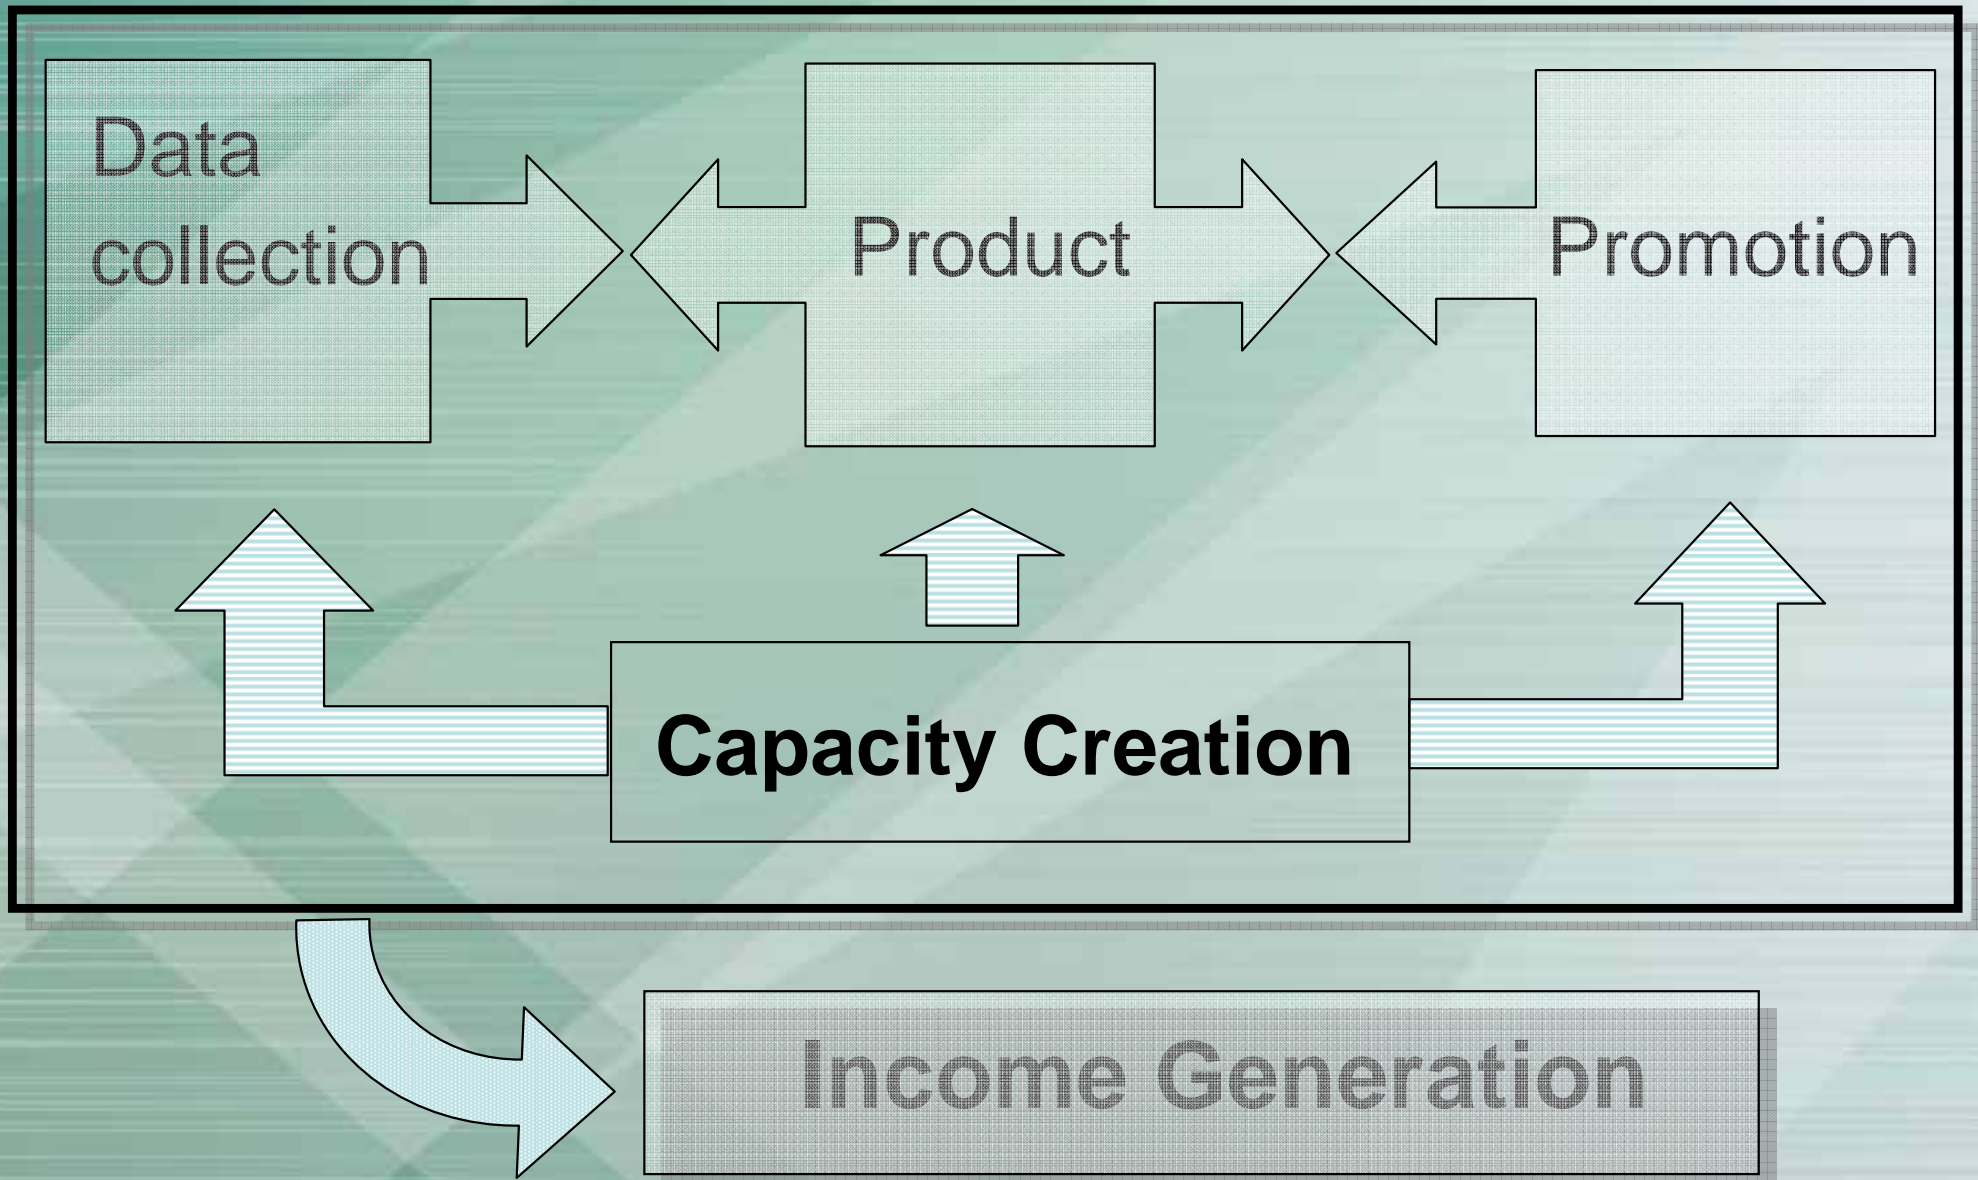 Data
collection
Product
Promotion
Capacity Creation
Income Generation